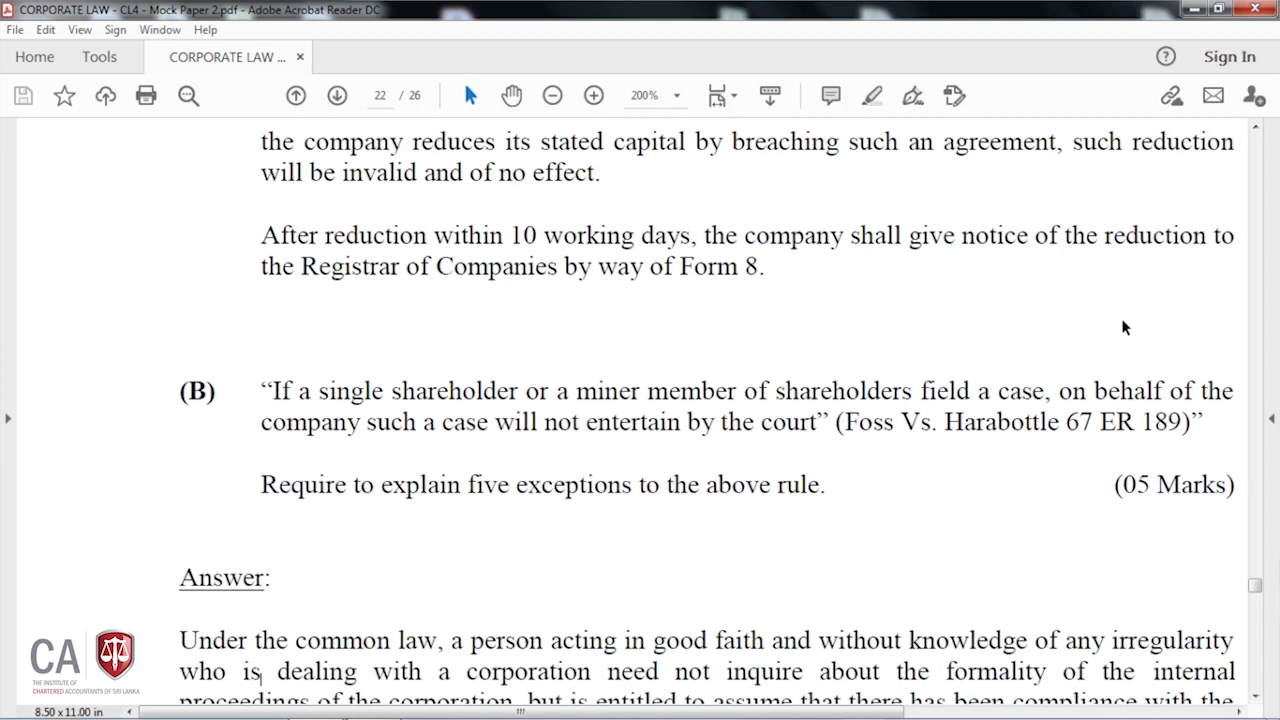 CORPORATE LAW - CL4 - Mock Paper 2.pdf - Adobe Acrobat Reader DC
File Edit View Sign Window Help
Home Tools CORPORATE LAW ... × Sign In
22 / 26 200%
the company reduces its stated capital by breaching such an agreement, such reduction
will be invalid and of no effect.
After reduction within 10 working days, the company shall give notice of the reduction to
the Registrar of Companies by way of Form 8.
(B) “If a single shareholder or a miner member of shareholders field a case, on behalf of the
company such a case will not entertain by the court” (Foss Vs. Harabottle 67 ER 189)”
Require to explain five exceptions to the above rule. (05 Marks)
Answer:
Under the common law, a person acting in good faith and without knowledge of any irregularity
who is dealing with a corporation need not inquire about the formality of the internal
proceedings of the corporation, but is entitled to assume that there has been compliance with the
CA
THE INSTITUTE OF
CHARTERED ACCOUNTANTS OF SRI LANKA
8.50 x 11.00 in